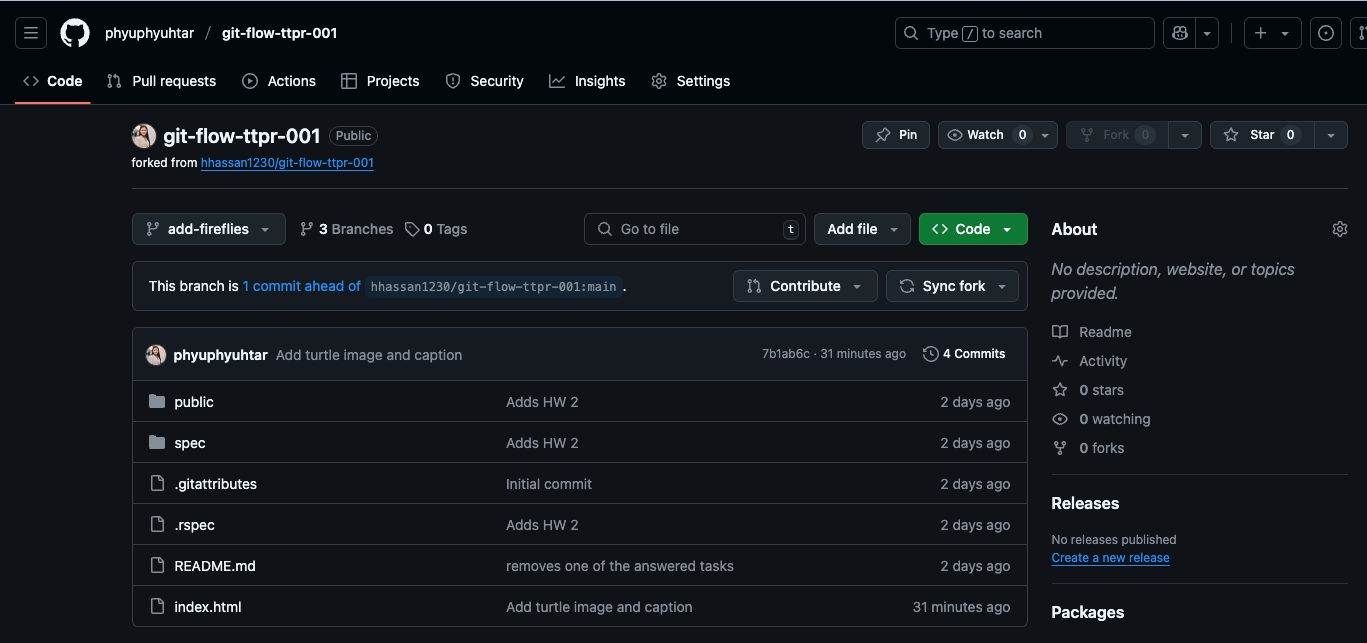 phyuphyuhtar / git-flow-ttpr-001 Type / to search
Code Pull requests Actions Projects Security Insights Settings
git-flow-ttpr-001 Public Pin Watch 0 Fork 0 Star 0
forked from hhassan1230/git-flow-ttpr-001
add-fireflies 3 Branches 0 Tags Go to file t Add file Code
This branch is 1 commit ahead of hhassan1230/git-flow-ttpr-001:main . Contribute Sync fork
phyuphyuhtar Add turtle image and caption 7b1ab6c · 31 minutes ago 4 Commits
public Adds HW 2 2 days ago
spec Adds HW 2 2 days ago
.gitattributes Initial commit 2 days ago
.rspec Adds HW 2 2 days ago
README.md removes one of the answered tasks 2 days ago
index.html Add turtle image and caption 31 minutes ago
About
No description, website, or topics
provided.
Readme
Activity
0 stars
0 watching
0 forks
Releases
No releases published
Create a new release
Packages